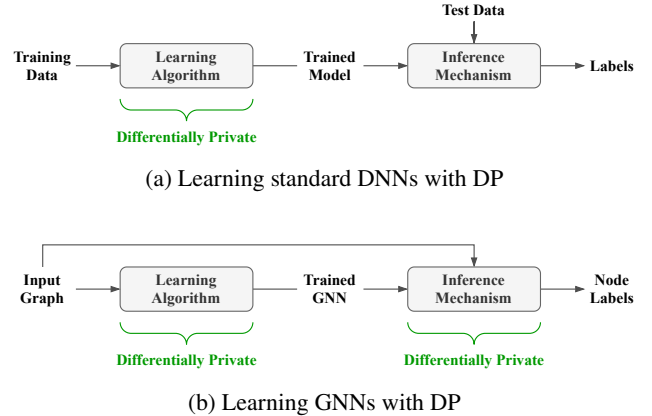 Test Data
Training
Data
Learning
Algorithm
Trained
Model
Inference
Mechanism
Labels
Differentially Private
(a) Learning standard DNNs with DP
Input
Graph
Learning
Algorithm
Trained
GNN
Inference
Mechanism
Node
Labels
Differentially Private
Differentially Private
(b) Learning GNNs with DP